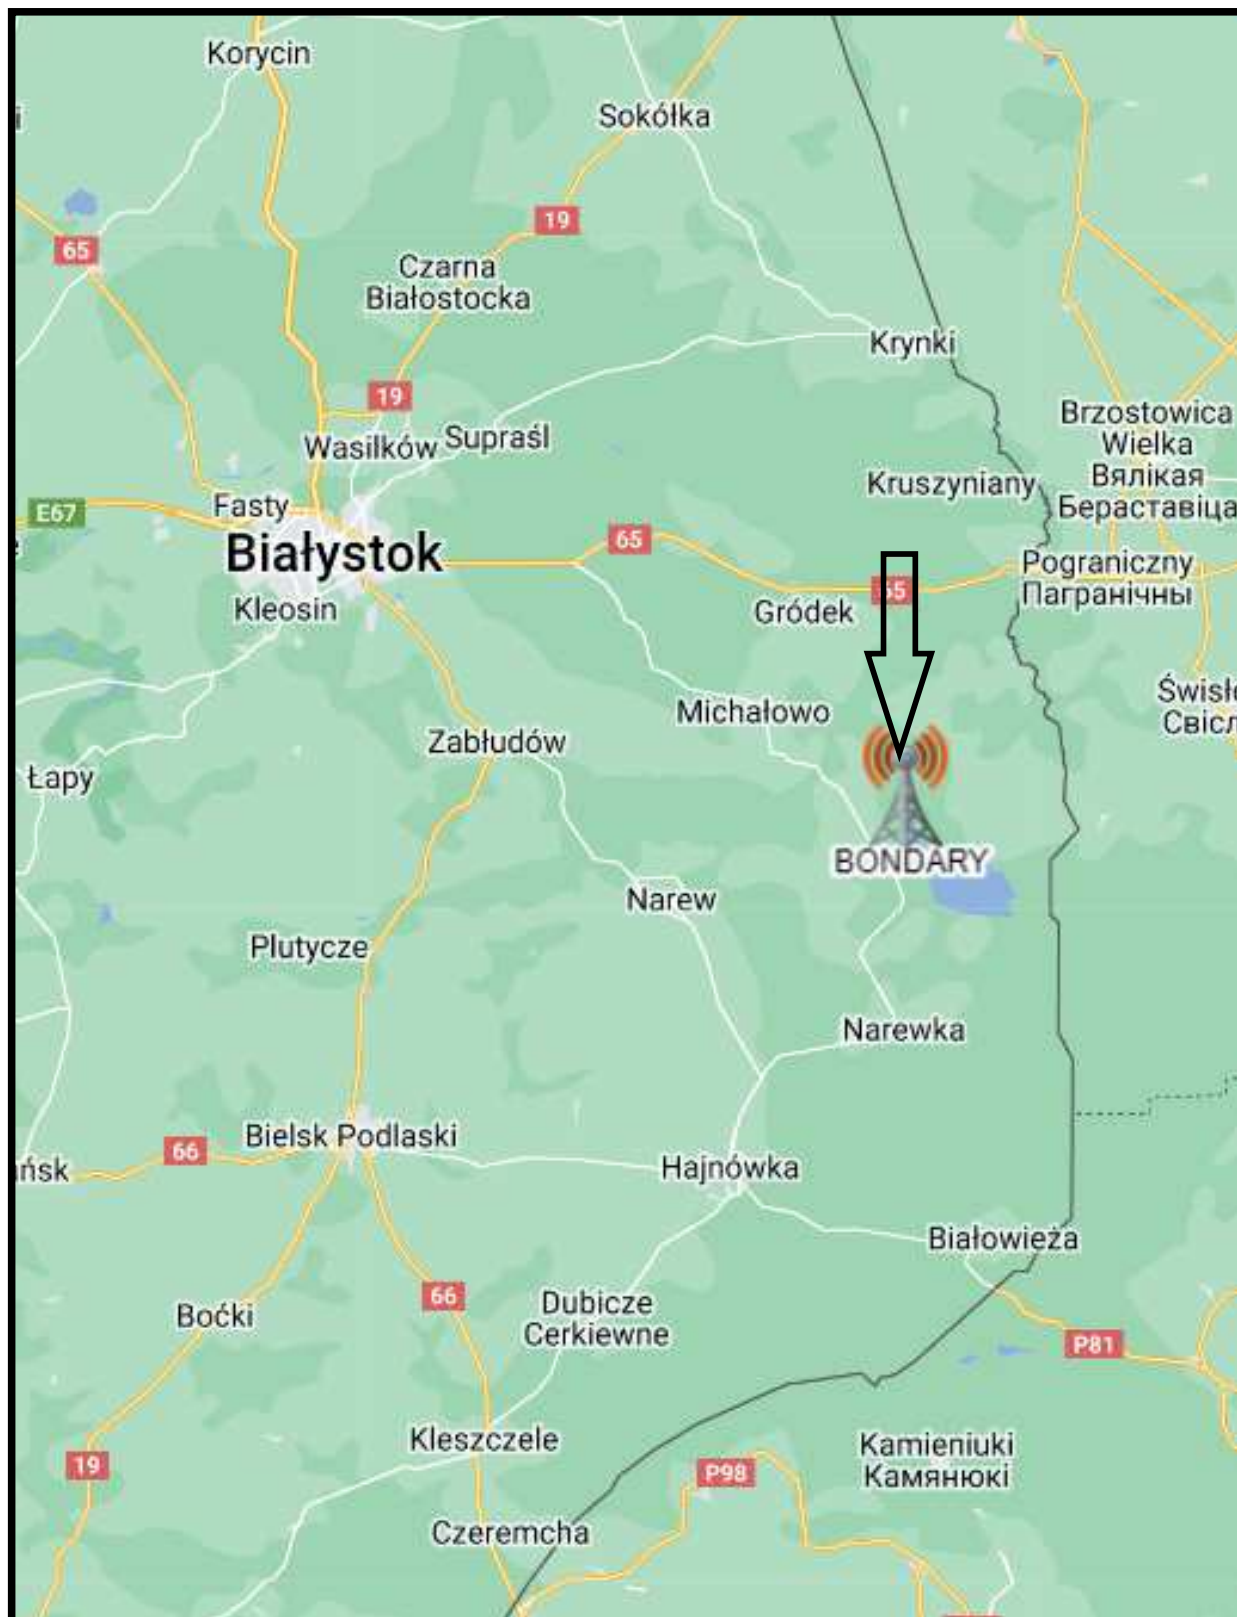 Korycin
Sokółka
19
65
Czarna
Białostocka
Krynki
19
Brzostowica
Wielka
Вялікая
Бераставіца
Wasilków
Supraśl
Kruszyniany
Fasty
E67
65
Białystok
Pograniczny
Пагранічны
65
Kleosin
Gródek
Michałowo
Zabłudów
Łapy
BONDARY
Narew
Plutycze
Narewka
Bielsk Podlaski
66
Hajnówka
Białowieża
66
Dubicze
Cerkiewne
Boćki
P81
Kleszczele
Kamieniuki
Камянюкі
19
P98
Czeremcha